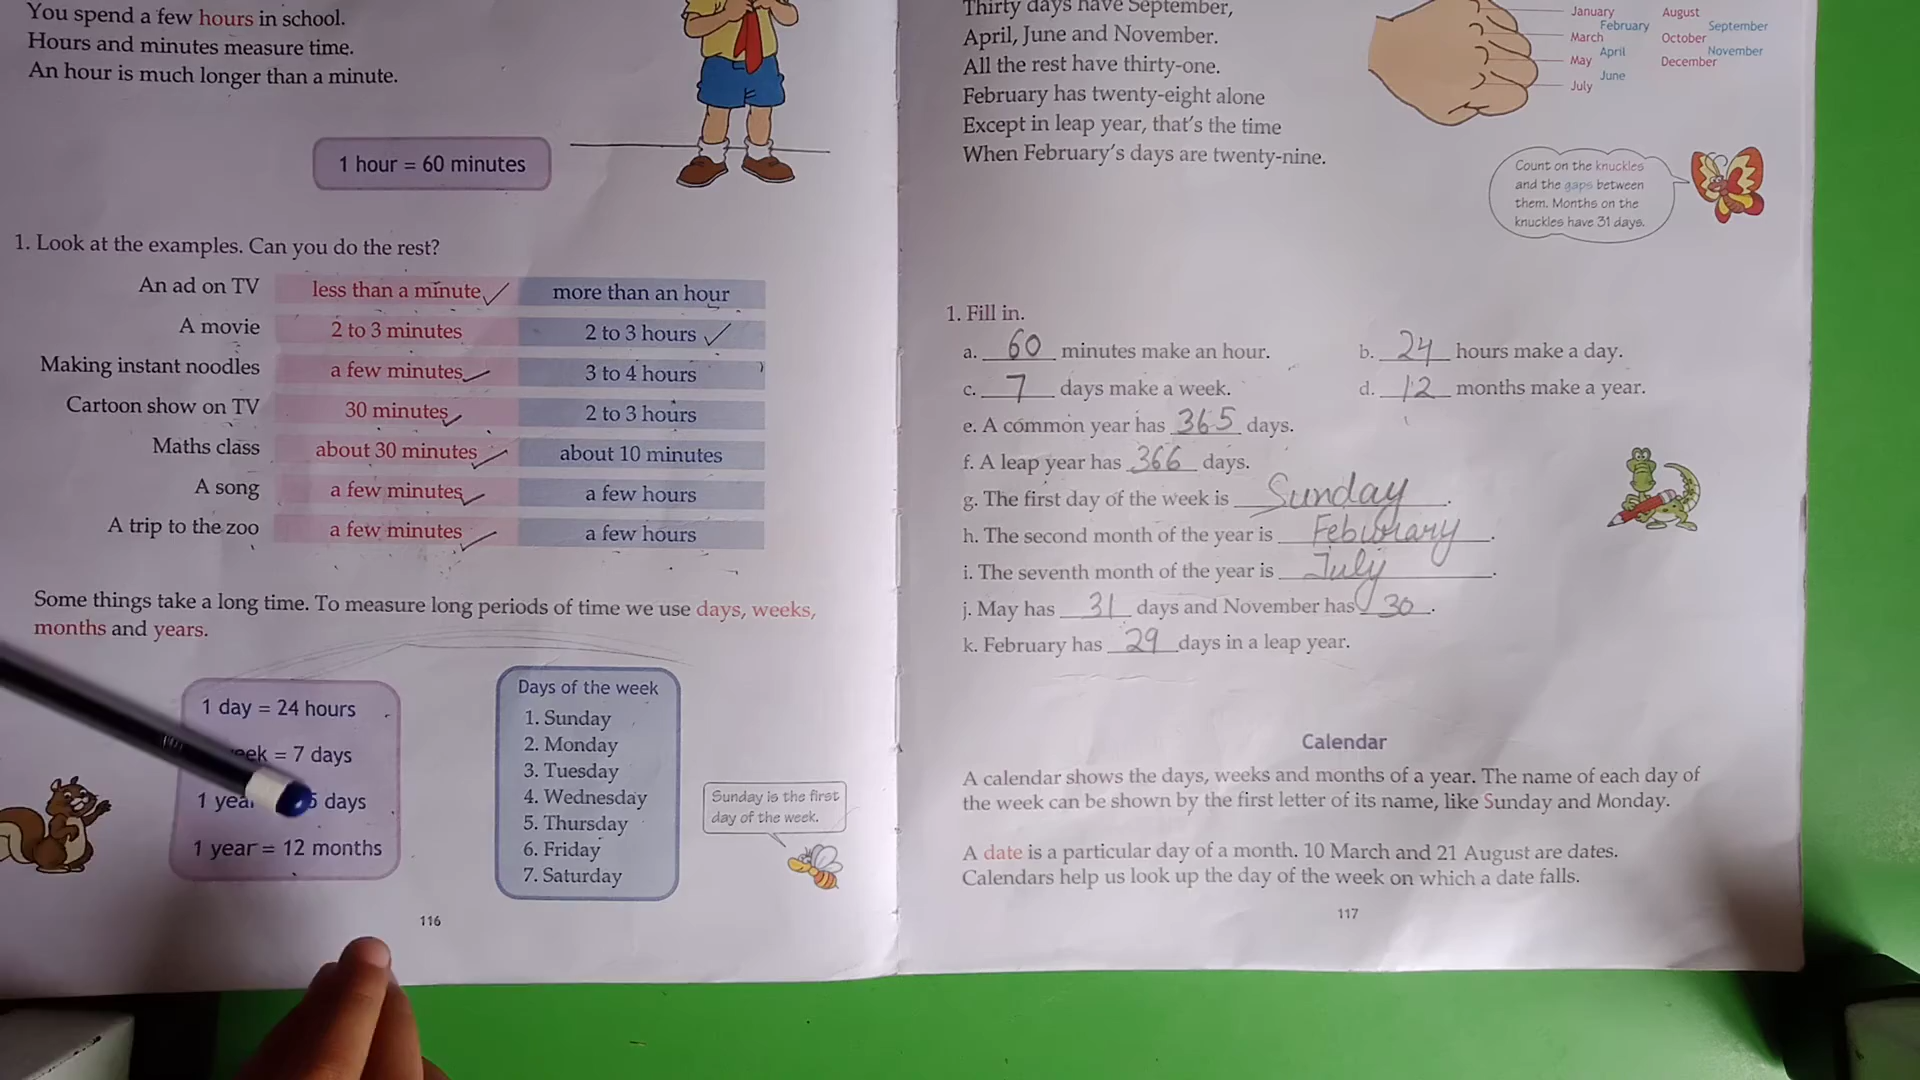 You spend a few hours in school.
Hours and minutes measure time.
An hour is much longer than a minute.
1 hour = 60 minutes
1. Look at the examples. Can you do the rest?
An ad on TV less than a minute ✓ more than an hour
A movie 2 to 3 minutes 2 to 3 hours ✓
Making instant noodles a few minutes ✓ 3 to 4 hours
Cartoon show on TV 30 minutes ✓ 2 to 3 hours
Maths class about 30 minutes ✓ about 10 minutes
A song a few minutes ✓ a few hours
A trip to the zoo a few minutes ✓ a few hours
Some things take a long time. To measure long periods of time we use days, weeks,
months and years.
1 day = 24 hours
= 7 days
1 days
1 year = 12 months
Days of the week
1. Sunday
2. Monday
3. Tuesday
4. Wednesday
5. Thursday
6. Friday
7. Saturday
Sunday is the first
day of the week.
116
Thirty days have September,
April, June and November.
All the rest have thirty-one.
February has twenty-eight alone
Except in leap year, that's the time
When February's days are twenty-nine.
January August
February September
March October
April November
May December
June
July
Count on the knuckles
and the gaps between
them. Months on the
knuckles have 31 days.
1. Fill in.
a. 60 minutes make an hour. b. 24 hours make a day.
c. 7 days make a week. d. 12 months make a year.
e. A common year has 365 days.
f. A leap year has 366 days.
g. The first day of the week is Sunday.
h. The second month of the year is .
i. The seventh month of the year is July.
j. May has 31 days and November has 30.
k. February has 29 days in a leap year.
Calendar
A calendar shows the days, weeks and months of a year. The name of each day of
the week can be shown by the first letter of its name, like Sunday and Monday.
A date is a particular day of a month. 10 March and 21 August are dates.
Calendars help us look up the day of the week on which a date falls.
117